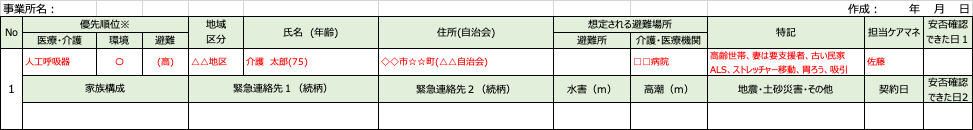 事業所名：
作成： 年 月 日
No 優先順位※ 地域区分 氏名 (年齢) 住所(自治会) 想定される避難場所 特記 担当ケアマネ 安否確認できた日１
医療・介護 環境 避難 避難所 介護・医療機関
人工呼吸器 〇 (高) △△地区 介護 太郎(75) ◇◇市☆☆町(△△自治会) □□病院 高齢世帯、妻は要支援者、古い民家 佐藤
ALS、ストレッチャー移動、胃ろう、吸引
1 家族構成 緊急連絡先１ (続柄) 緊急連絡先２ (続柄) 水害（m） 高潮（m） 地震・土砂災害・その他 契約日 安否確認できた日2